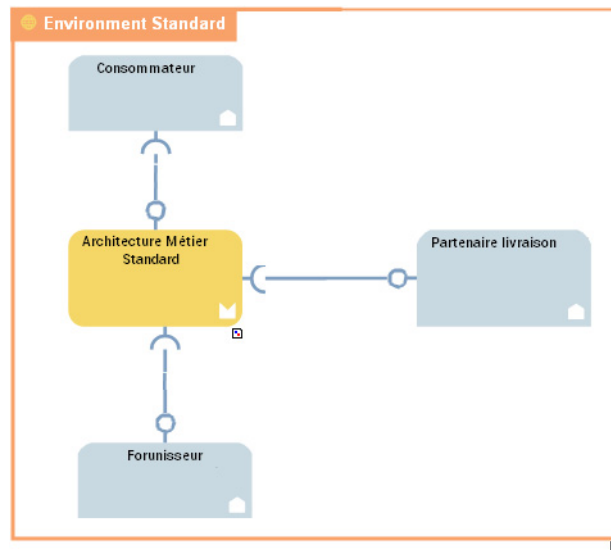 Environment Standard
Consommateur
Architecture Métier
Standard
Partenaire livraison
Forunisseur